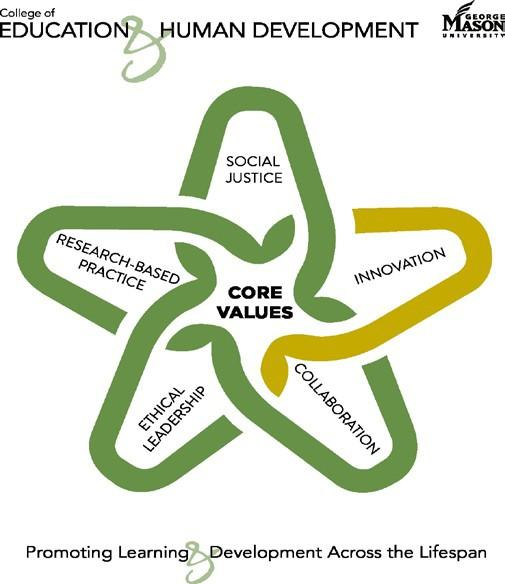 College of
EDUCATION & HUMAN DEVELOPMENT
GEORGE
MASON
UNIVERSITY
SOCIAL
JUSTICE
RESEARCH-BASED
PRACTICE
INNOVATION
CORE
VALUES
ETHICAL
LEADERSHIP
COLLABORATION
Promoting Learning & Development Across the Lifespan